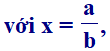 với x = a/b,